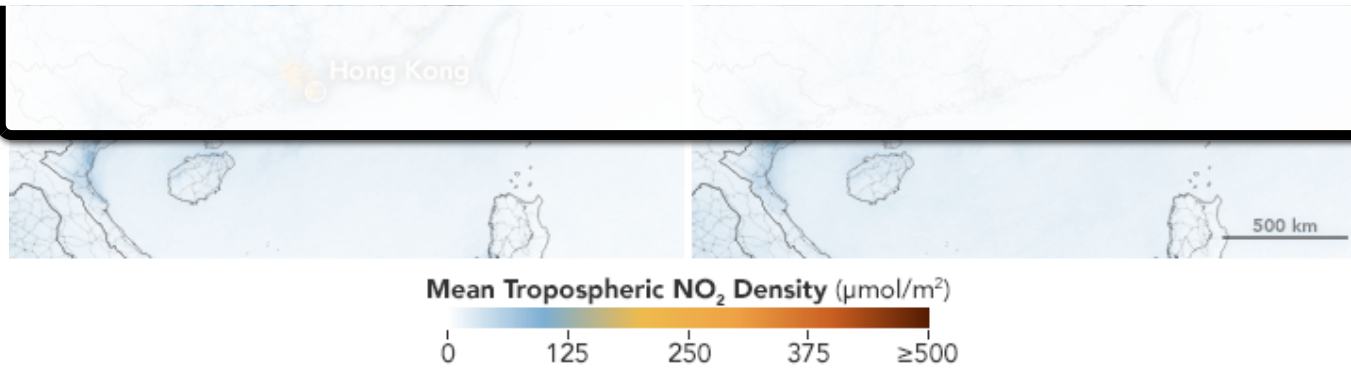 Hong Kong
500 km
Mean Tropospheric NO₂ Density (µmol/m²)
0 125 250 375 ≥500